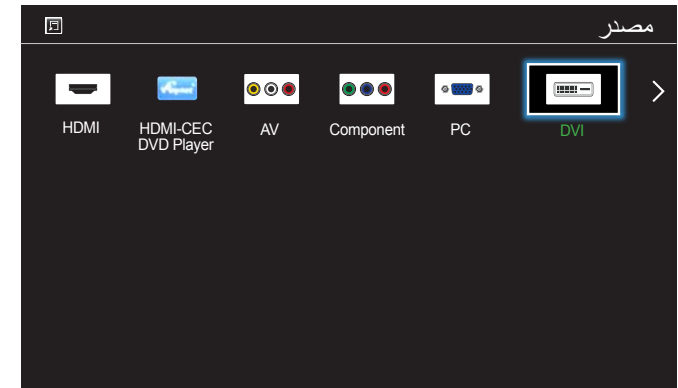 مصدر
HDMI
HDMI-CEC
DVD Player
AV
Component
PC
DVI